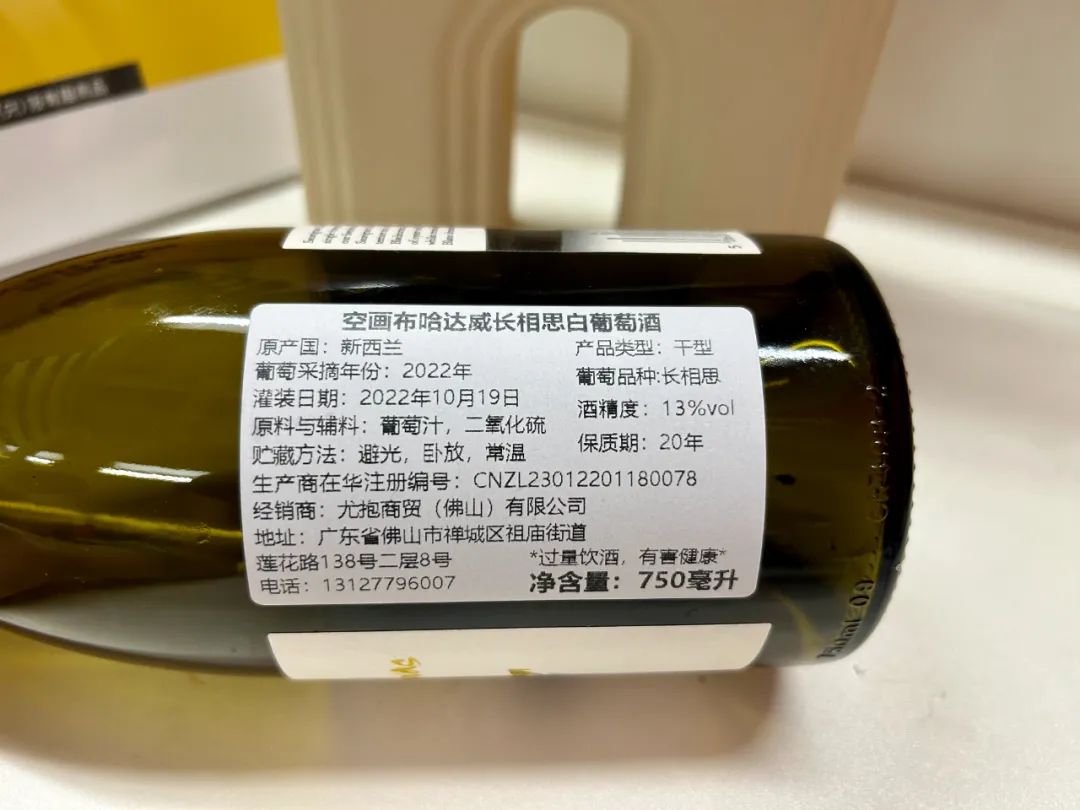 空画布哈达威长相思白葡萄酒
原产国：新西兰
产品类型：干型
葡萄采摘年份：2022年
葡萄品种:长相思
灌装日期：2022年10月19日
酒精度：13%vol
原料与辅料：葡萄汁，二氧化硫
保质期：20年
贮藏方法：避光，卧放，常温
生产商在华注册编号：CNZL23012201180078
经销商：尤抱商贸（佛山）有限公司
地址：广东省佛山市禅城区祖庙街道
莲花路138号二层8号
*过量饮酒，有害健康*
电话：13127796007
净含量：750毫升